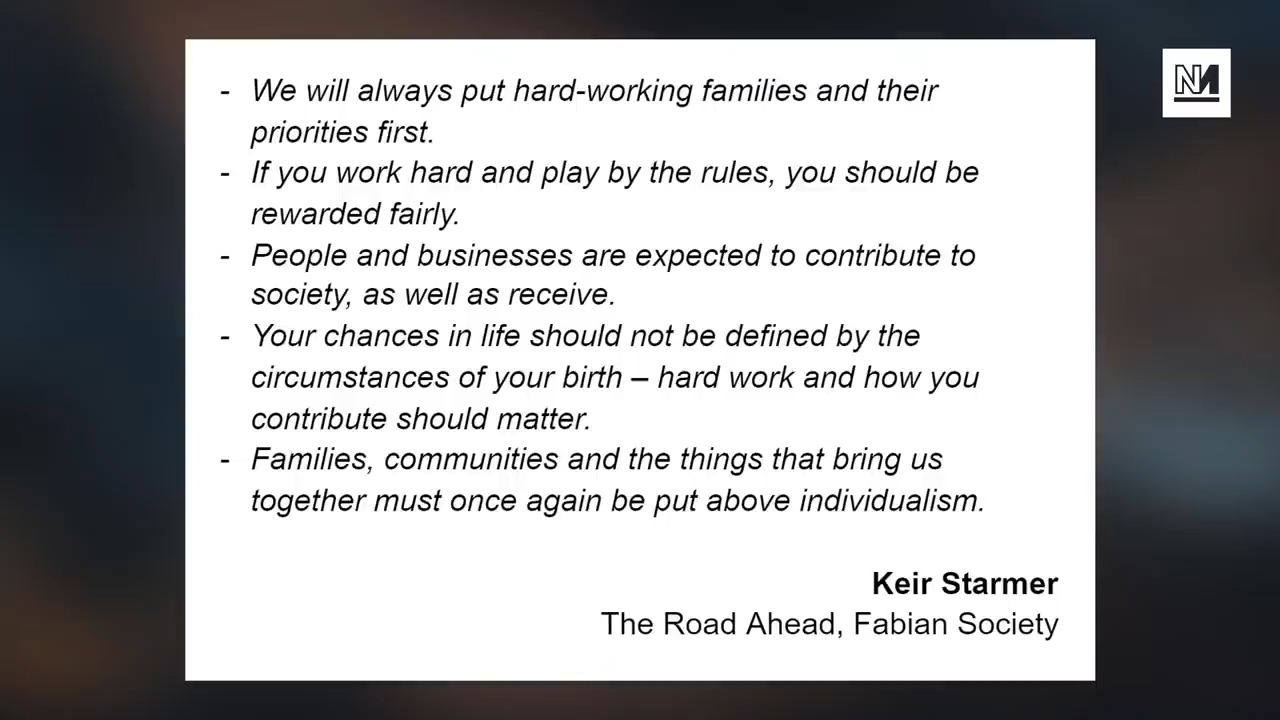 - We will always put hard-working families and their
priorities first.
- If you work hard and play by the rules, you should be
rewarded fairly.
- People and businesses are expected to contribute to
society, as well as receive.
- Your chances in life should not be defined by the
circumstances of your birth – hard work and how you
contribute should matter.
- Families, communities and the things that bring us
together must once again be put above individualism.
Keir Starmer
The Road Ahead, Fabian Society
NM